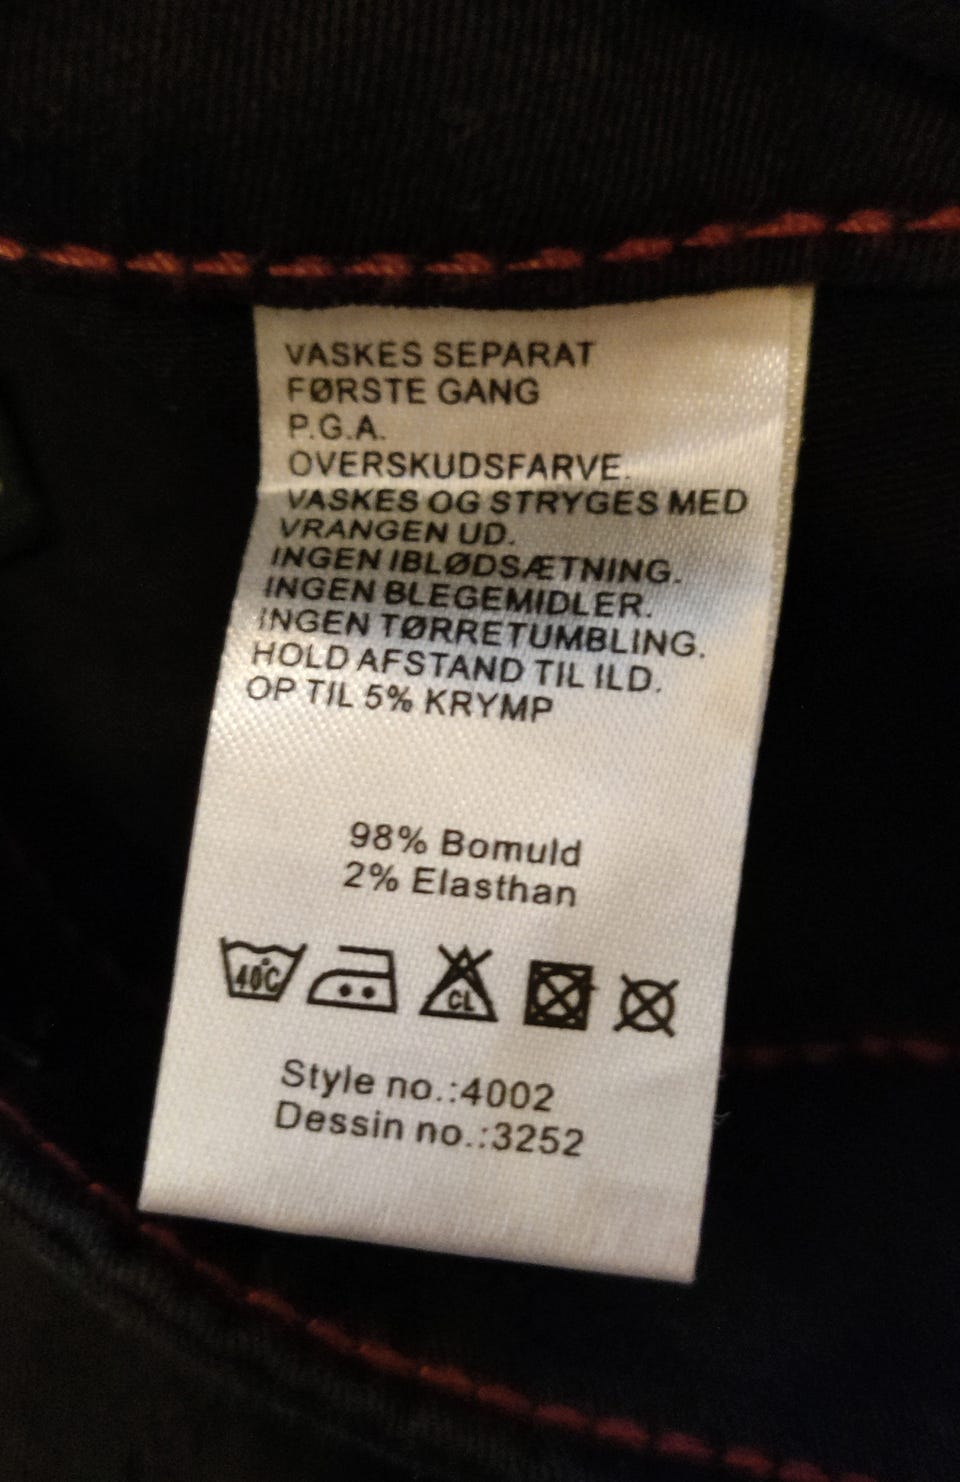 VASKES SEPARAT
FØRSTE GANG
P.G.A.
OVERSKUDSFARVE.
VASKES OG STRYGES MED
VRANGEN UD.
INGEN IBLØDSÆTNING.
INGEN BLEGEMIDLER.
INGEN TØRRETUMBLING.
HOLD AFSTAND TIL ILD.
OP TIL 5% KRYMP
98% Bomuld
2% Elasthan
40°C CL
Style no.:4002
Dessin no.:3252